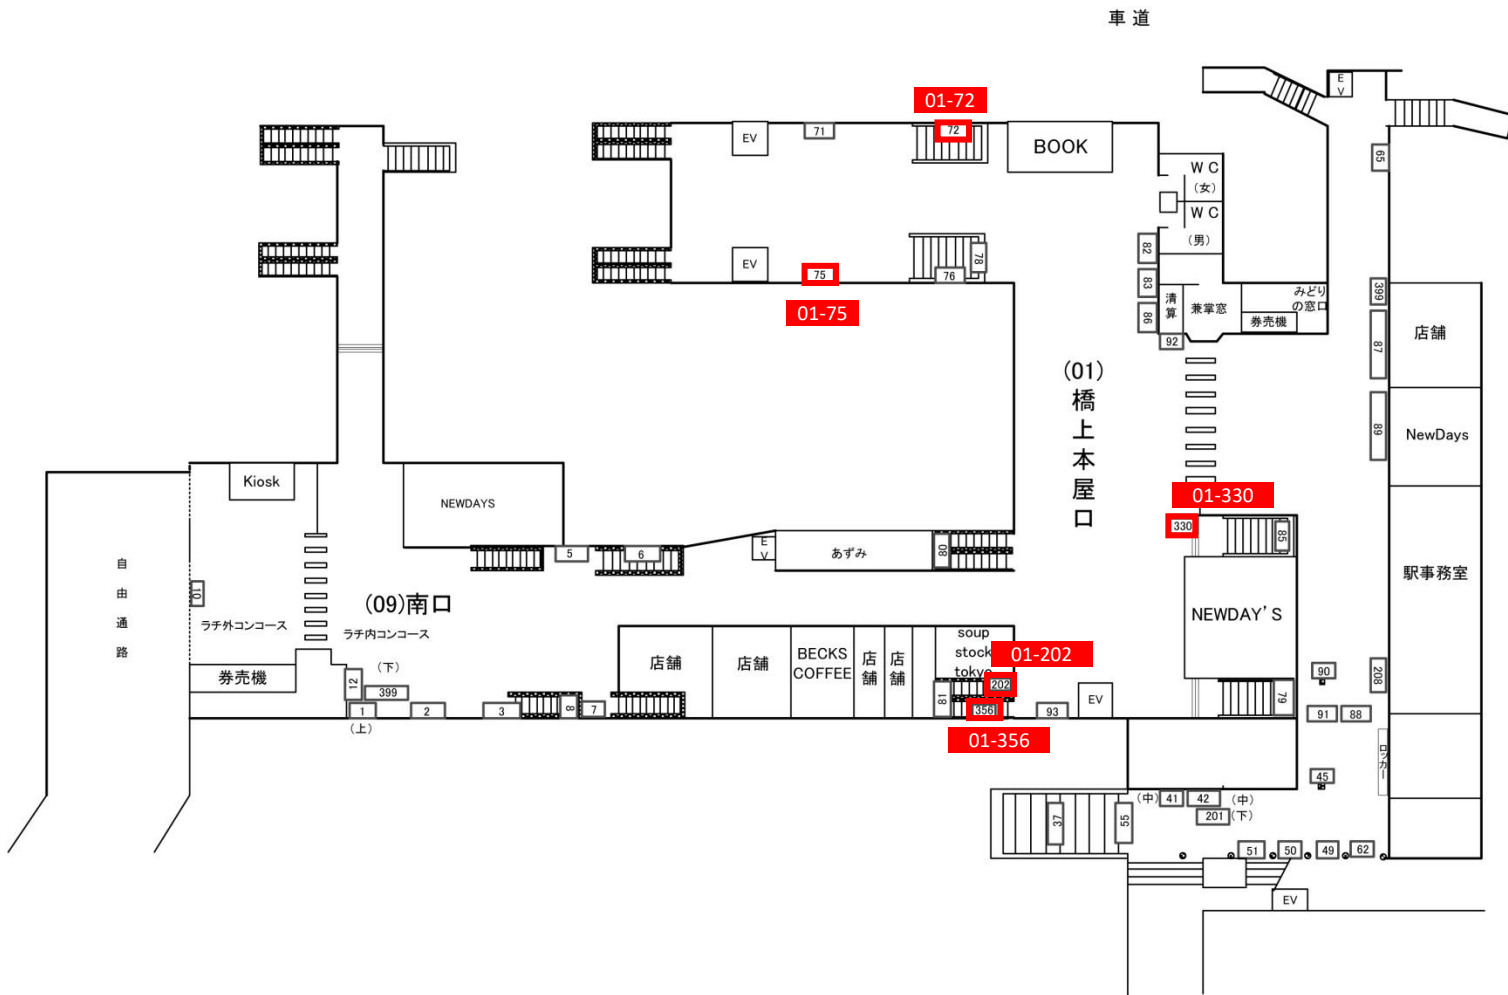 車道
E
V
01-72
EV
71
72
BOOK
65
W C
(女)
W C
(男)
EV
75
78
76
82
83
86
01-75
清算
兼掌窓
みどり
の窓口
券売機
92
399
店舗
87
(01)
橋上本屋口
89
NewDays
Kiosk
NEWDAYS
01-330
330
85
5
6
E
V
あずみ
80
自由通路
10
ラチ外コンコース
(09)南口
ラチ内コンコース
駅事務室
NEWDAY'S
店舗
店舗
BECKS
COFFEE
店舗
店舗
soup
stock
tokyo
01-202
202
券売機
(下)
12
399
1
2
3
8
7
(上)
81
356
93
EV
79
90
208
91
88
01-356
ロッカー
45
(中)
41
42
(中)
201
(下)
37
55
51
50
49
62
EV